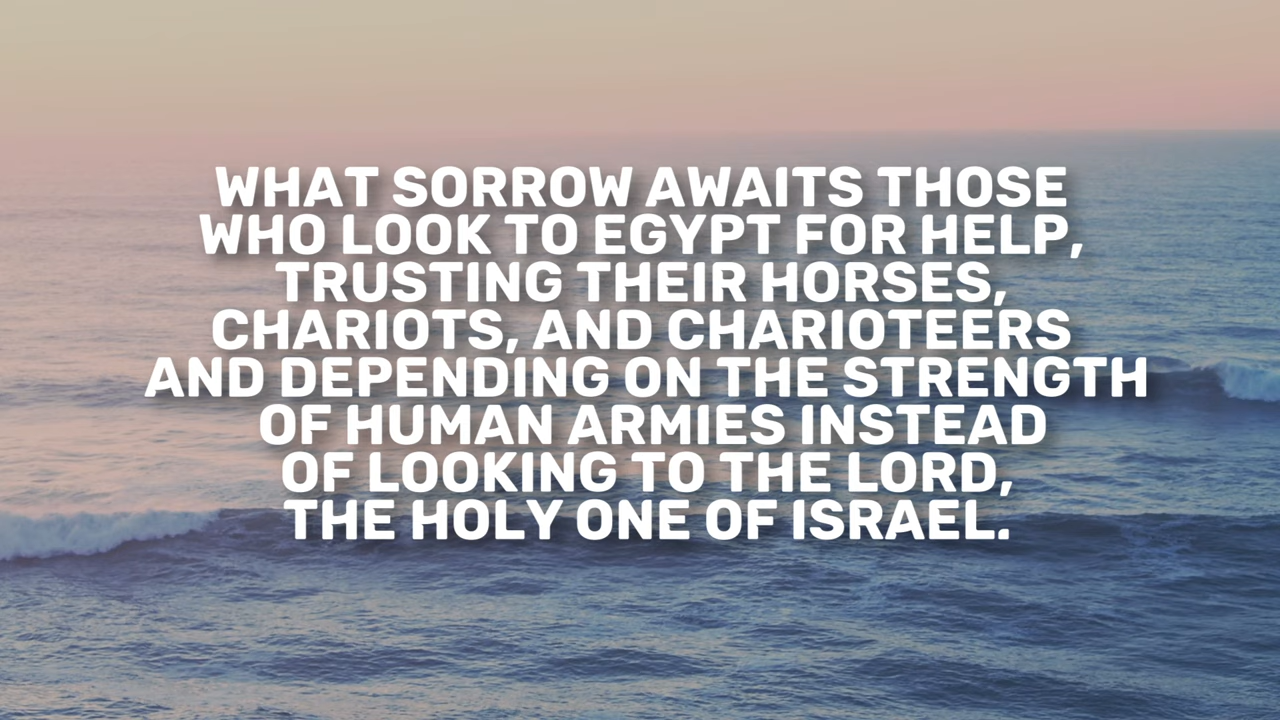 WHAT SORROW AWAITS THOSE
WHO LOOK TO EGYPT FOR HELP,
TRUSTING THEIR HORSES,
CHARIOTS, AND CHARIOTEERS
AND DEPENDING ON THE STRENGTH
OF HUMAN ARMIES INSTEAD
OF LOOKING TO THE LORD,
THE HOLY ONE OF ISRAEL.